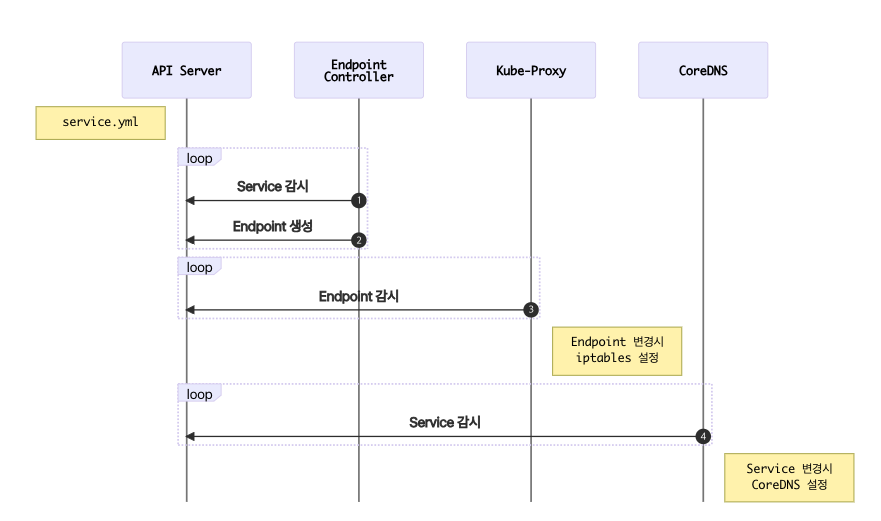 API Server
Endpoint
Controller
Kube-Proxy
CoreDNS
service.yml
loop
Service 감시
1
Endpoint 생성
2
loop
Endpoint 감시
3
Endpoint 변경시
iptables 설정
loop
Service 감시
4
Service 변경시
CoreDNS 설정